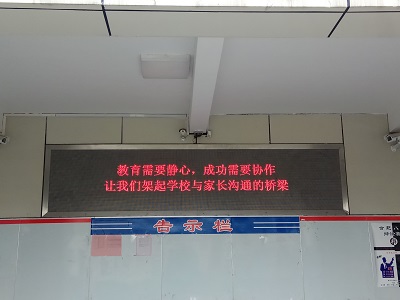 教育需要静心，成功需要协作
让我们架起学校与家长沟通的桥梁
告示栏